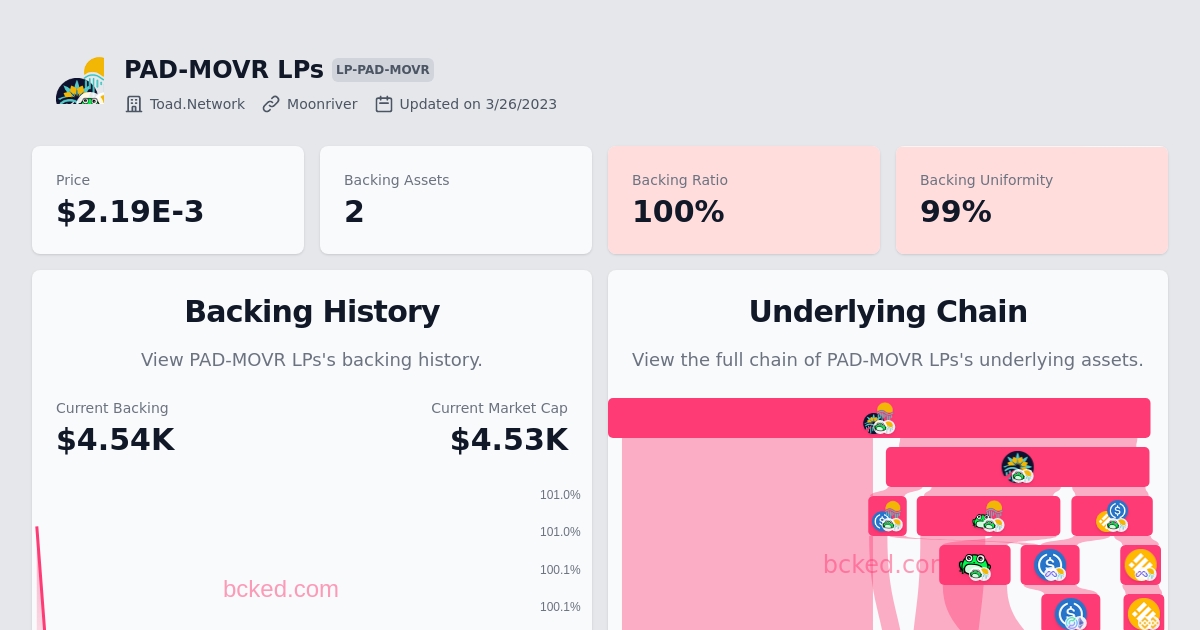 PAD-MOVR LPs LP-PAD-MOVR
Toad.Network Moonriver Updated on 3/26/2023
Price
$2.19E-3
Backing Assets
2
Backing Ratio
100%
Backing Uniformity
99%
Backing History
View PAD-MOVR LPs's backing history.
Current Backing
$4.54K
Current Market Cap
$4.53K
101.0%
101.0%
100.1%
100.1%
bcked.com
Underlying Chain
View the full chain of PAD-MOVR LPs's underlying assets.
bcked.com